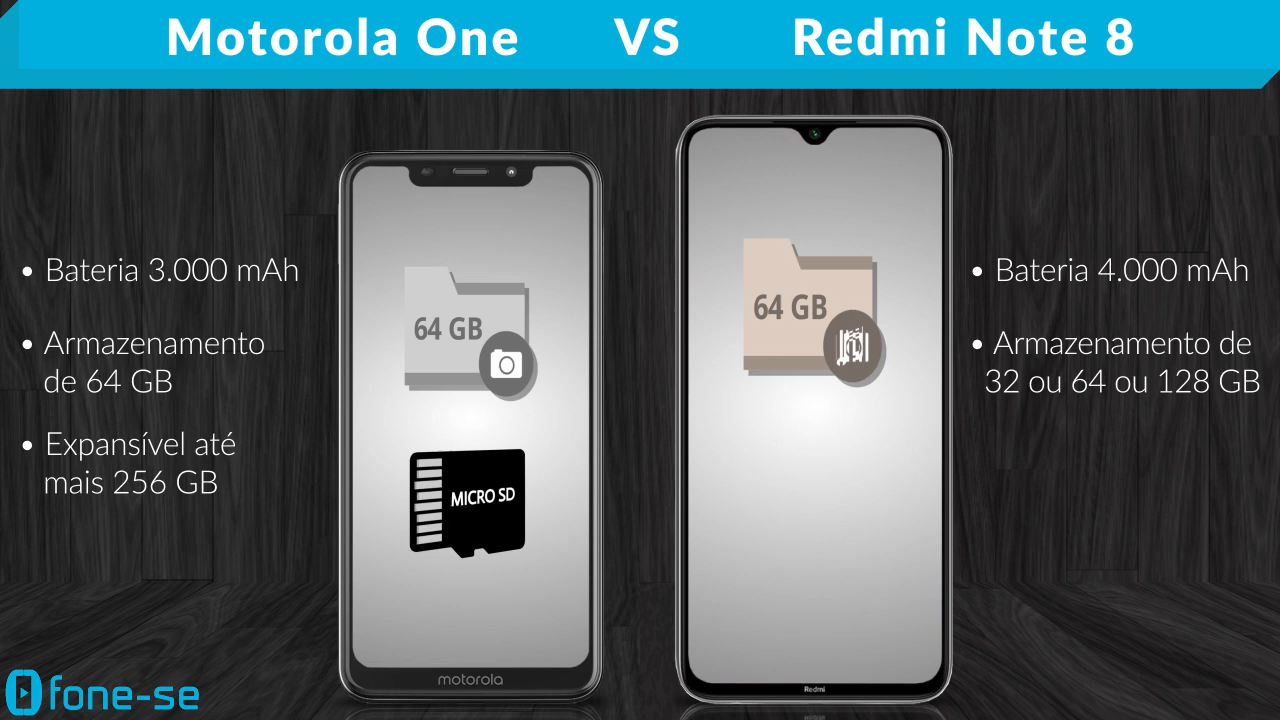 Motorola One VS Redmi Note 8
• Bateria 3.000 mAh
• Armazenamento
de 64 GB
• Expansível até
mais 256 GB
64 GB
MICRO SD
motorola
64 GB
Redmi
• Bateria 4.000 mAh
• Armazenamento de
32 ou 64 ou 128 GB
fone-se